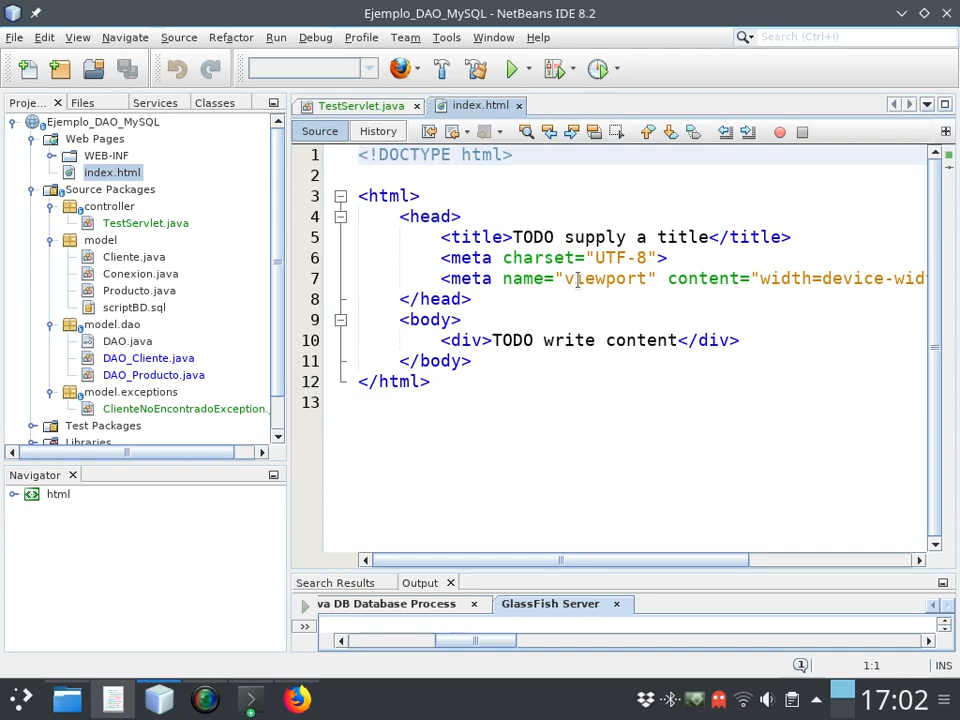 Ejemplo_DAO_MySQL - NetBeans IDE 8.2
File Edit View Navigate Source Refactor Run Debug Profile Team Tools Window Help
Search (Ctrl+I)
Proje... Files Services Classes
TestServlet.java index.html
Source History
Ejemplo_DAO_MySQL
Web Pages
WEB-INF
index.html
Source Packages
controller
TestServlet.java
model
Cliente.java
Conexion.java
Producto.java
scriptBD.sql
model.dao
DAO.java
DAO_Cliente.java
DAO_Producto.java
model.exceptions
ClienteNoEncontradoException.
Test Packages
Libraries
1 <!DOCTYPE html>
2
3 <html>
4 <head>
5 <title>TODO supply a title</title>
6 <meta charset="UTF-8">
7 <meta name="viewport" content="width=device-wid
8 </head>
9 <body>
10 <div>TODO write content</div>
11 </body>
12 </html>
13
Navigator
html
Search Results Output
va DB Database Process GlassFish Server
1 1:1 INS
17:02